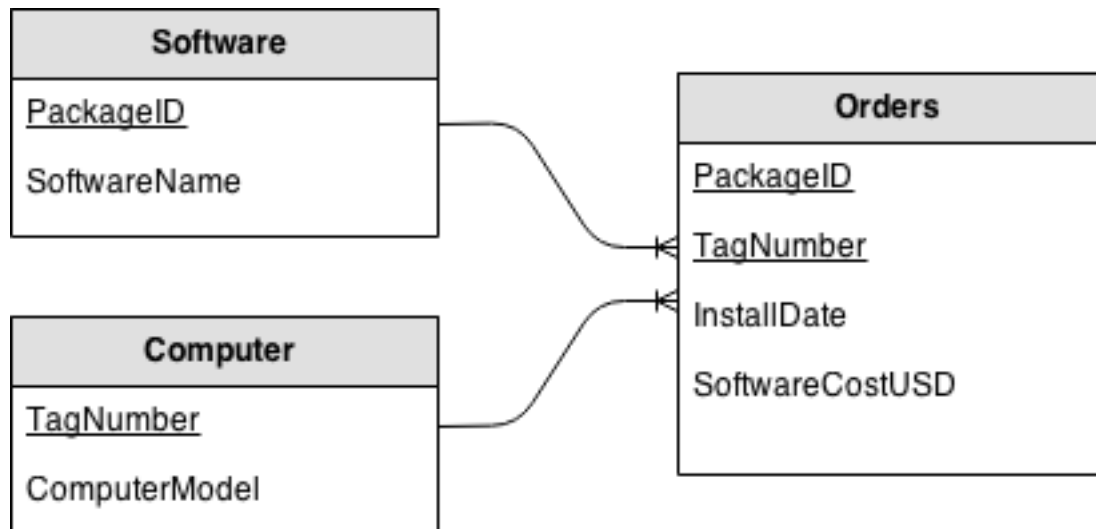 Software
PackageID
SoftwareName
Computer
TagNumber
ComputerModel
Orders
PackageID
TagNumber
InstallDate
SoftwareCostUSD